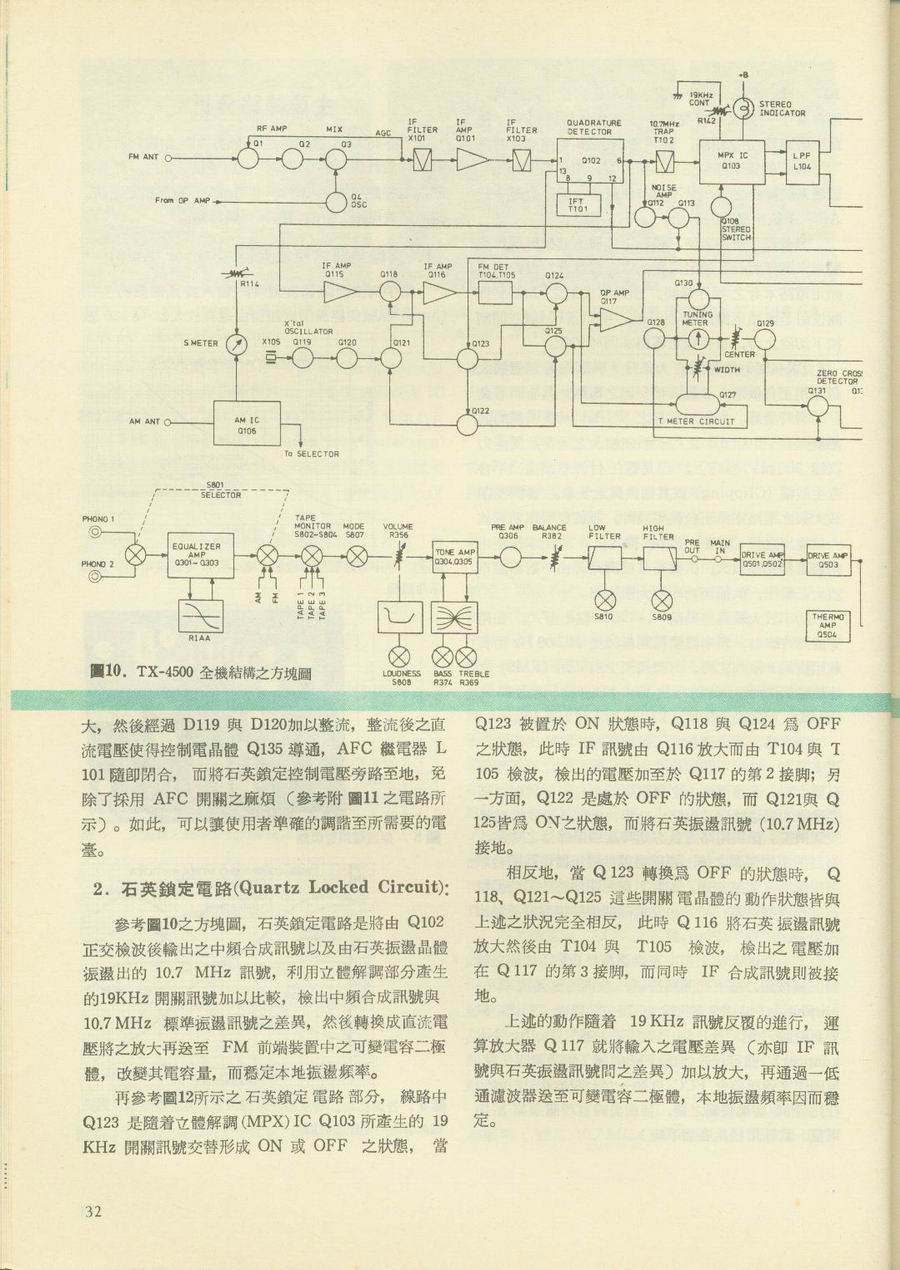 -B
19KHz
CONT
R142
STEREO
INDICATOR
RF AMP
MIX
AGC
IF
FILTER
X101
IF
AMP
Q101
IF
FILTER
X103
QUADRATURE
DETECTOR
10.7MHz
TRAP
T102
Q1
Q2
Q3
FM ANT
1
Q102
6
13
8
9
12
MPX IC
Q103
L.P.F
L104
From OP AMP
Q4
OSC
IFT
T101
NOISE
AMP
Q112
Q113
Q108
STEREO
SWITCH
R114
IF AMP
Q115
Q118
IF AMP
Q116
FM DET
T104,T105
Q124
OP AMP
Q117
Q130
TUNING
METER
Q128
Q129
X'tal
OSCILLATOR
X105
Q119
Q120
Q121
Q123
Q125
CENTER
WIDTH
S METER
ZERO CROSS
DETECTOR
Q131
Q127
Q122
T METER CIRCUIT
AM ANT
AM IC
Q106
To SELECTOR
S801
SELECTOR
PHONO 1
PHONO 2
EQUALIZER
AMP
Q301~Q303
RIAA
AM
FM
TAPE
MONITOR
S802~S804
TAPE 1
TAPE 2
TAPE 3
MODE
S807
VOLUME
R356
TONE AMP
Q304,Q305
PRE AMP
Q306
BALANCE
R382
LOW
FILTER
HIGH
FILTER
PRE
OUT
MAIN
IN
DRIVE AMP
Q501,Q502
DRIVE AMP
Q503
S810
S809
THERMO
AMP
Q504
LOUDNESS
S808
BASS
R374
TREBLE
R369
圖10. TX-4500 全機結構之方塊圖
大，然後經過 D119 與 D120加以整流，整流後之直
流電壓使得控制電晶體 Q135 導通，AFC 繼電器 L
101 隨卽閉合，而將石英鎖定控制電壓旁路至地，免
除了採用 AFC 開關之麻煩（參考附 圖11 之電路所
示）。如此，可以讓使用者準確的調諧至所需要的電
臺。
2. 石英鎖定電路(Quartz Locked Circuit):
參考圖10之方塊圖，石英鎖定電路是將由 Q102
正交檢波後輸出之中頻合成訊號以及由石英振盪晶體
振盪出的 10.7 MHz 訊號，利用立體解調部分產生
的19KHz 開關訊號加以比較，檢出中頻合成訊號與
10.7 MHz 標準振盪訊號之差異，然後轉換成直流電
壓將之放大再送至 FM 前端裝置中之可變電容二極
體，改變其電容量，而穩定本地振盪頻率。
再參考圖12所示之 石英鎖定 電路 部分， 線路中
Q123 是隨着立體解調 (MPX) IC Q103 所產生的 19
KHz 開關訊號交替形成 ON 或 OFF 之狀態， 當
Q123 被置於 ON 狀態時，Q118 與 Q124 爲 OFF
之狀態，此時 IF 訊號由 Q116 放大而由 T104 與 T
105 檢波，檢出的電壓加至於 Q117 的第 2 接脚；另
一方面，Q122 是處於 OFF 的狀態，而 Q121與 Q
125皆爲 ON之狀態，而將石英振盪訊號 (10.7 MHz)
接地。
相反地，當 Q 123 轉換爲 OFF 的狀態時， Q
118、Q121～Q125 這些開關 電晶體的 動作狀態皆與
上述之狀況完全相反， 此時 Q 116 將石英 振盪訊號
放大然後由 T104 與 T105 檢波， 檢出之 電壓加
在 Q 117 的第 3 接脚，而同時 IF 合成訊號則被接
地。
上述的動作隨着 19 KHz 訊號反覆的進行， 運
算放大器 Q 117 就將輸入之電壓差異（亦卽 IF 訊
號與石英振盪訊號間之差異）加以放大，再通過一低
通濾波器送至可變電容二極體，本地振盪頻率因而穩
定。
32